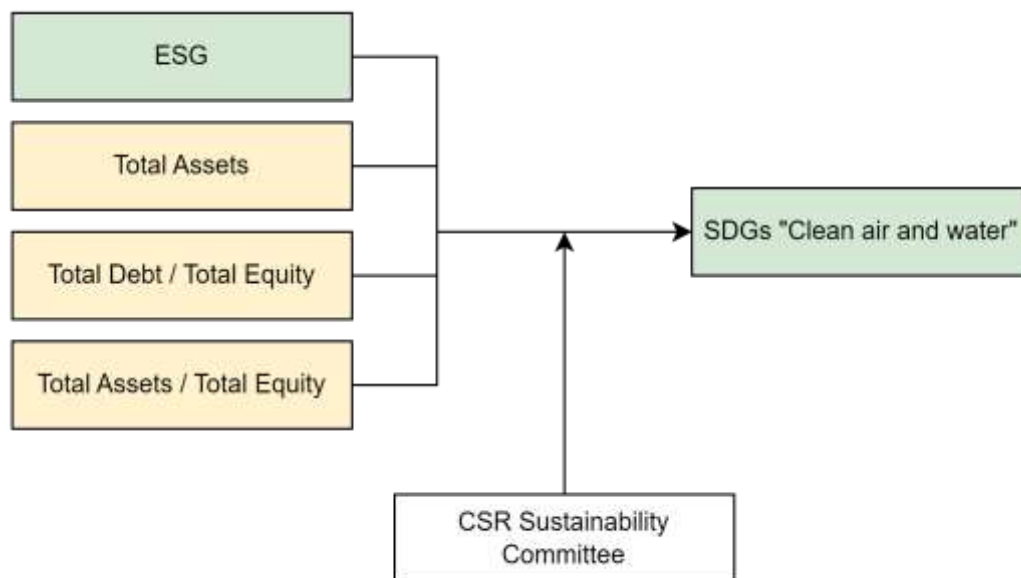 ESG
Total Assets
SDGs "Clean air and water"
Total Debt / Total Equity
Total Assets / Total Equity
CSR Sustainability
Committee